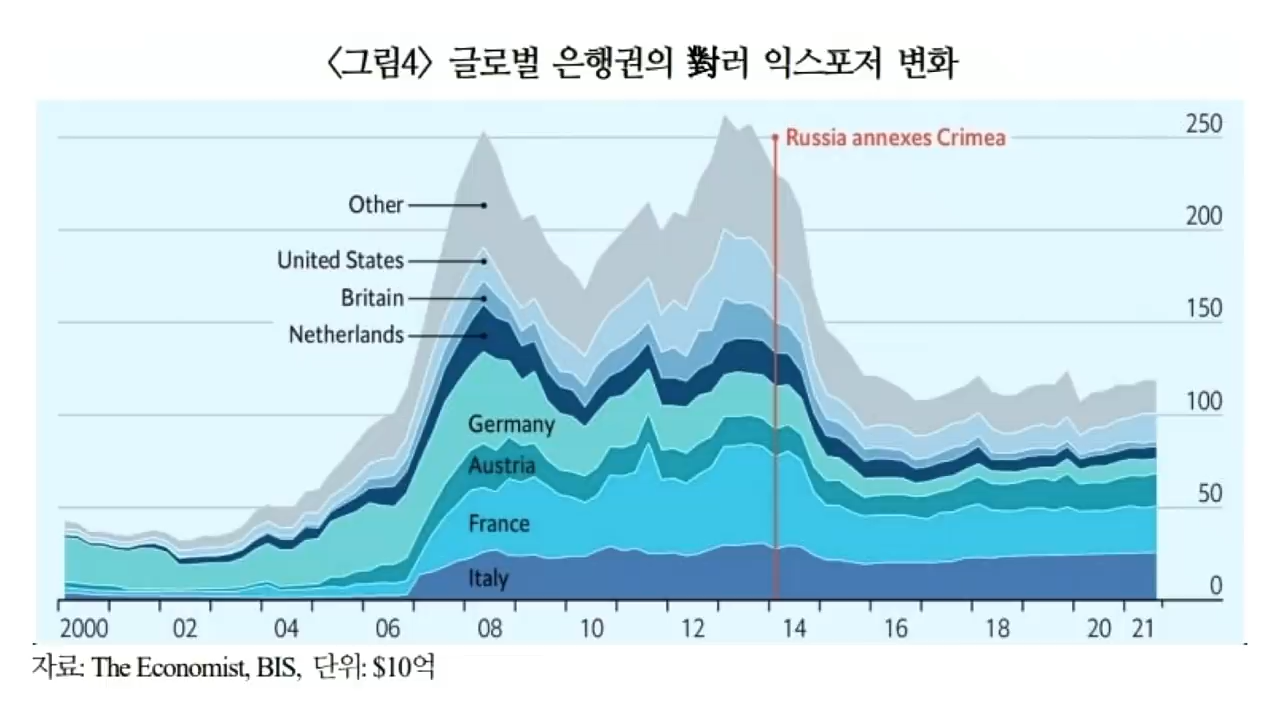 <그림4> 글로벌 은행권의 對러 익스포저 변화
250
Russia annexes Crimea
Other
200
United States
Britain
150
Netherlands
100
Germany
Austria
50
France
Italy
0
2000 02 04 06 08 10 12 14 16 18 20 21
자료: The Economist, BIS, 단위: $10억